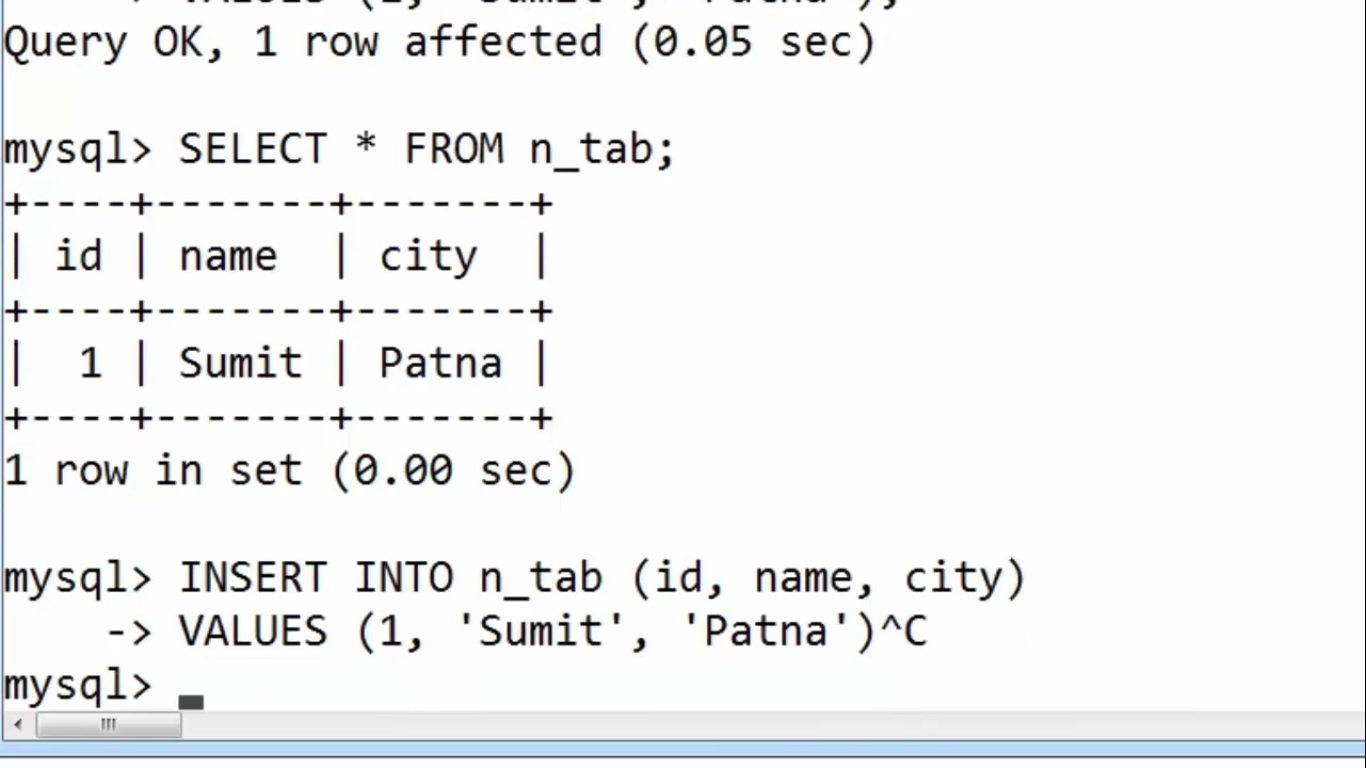 Query OK, 1 row affected (0.05 sec)
mysql> SELECT * FROM n_tab;
+----+-------+-------+
| id | name  | city  |
+----+-------+-------+
|  1 | Sumit | Patna |
+----+-------+-------+
1 row in set (0.00 sec)
mysql> INSERT INTO n_tab (id, name, city)
    -> VALUES (1, 'Sumit', 'Patna')^C
mysql>